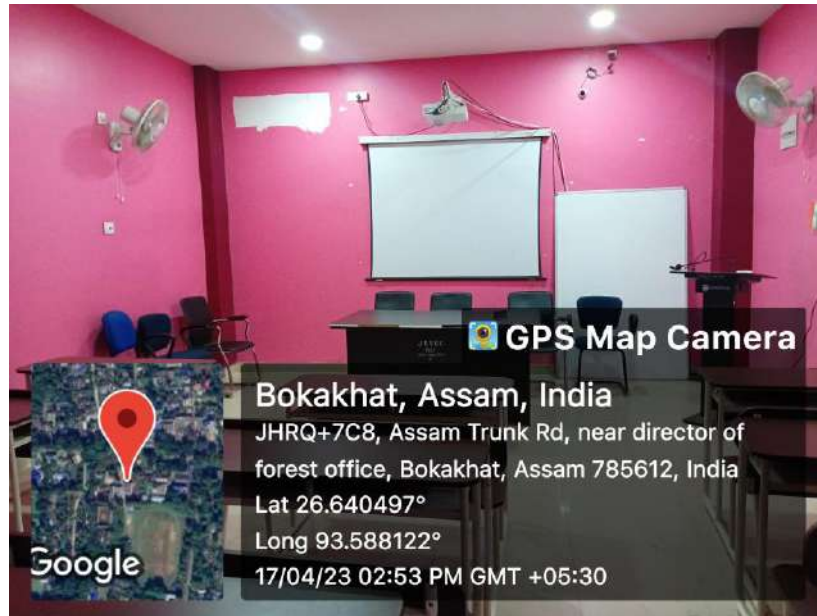 GPS Map Camera
Bokakhat, Assam, India
JHRQ+7C8, Assam Trunk Rd, near director of
forest office, Bokakhat, Assam 785612, India
Lat 26.640497°
Long 93.588122°
17/04/23 02:53 PM GMT +05:30
Google